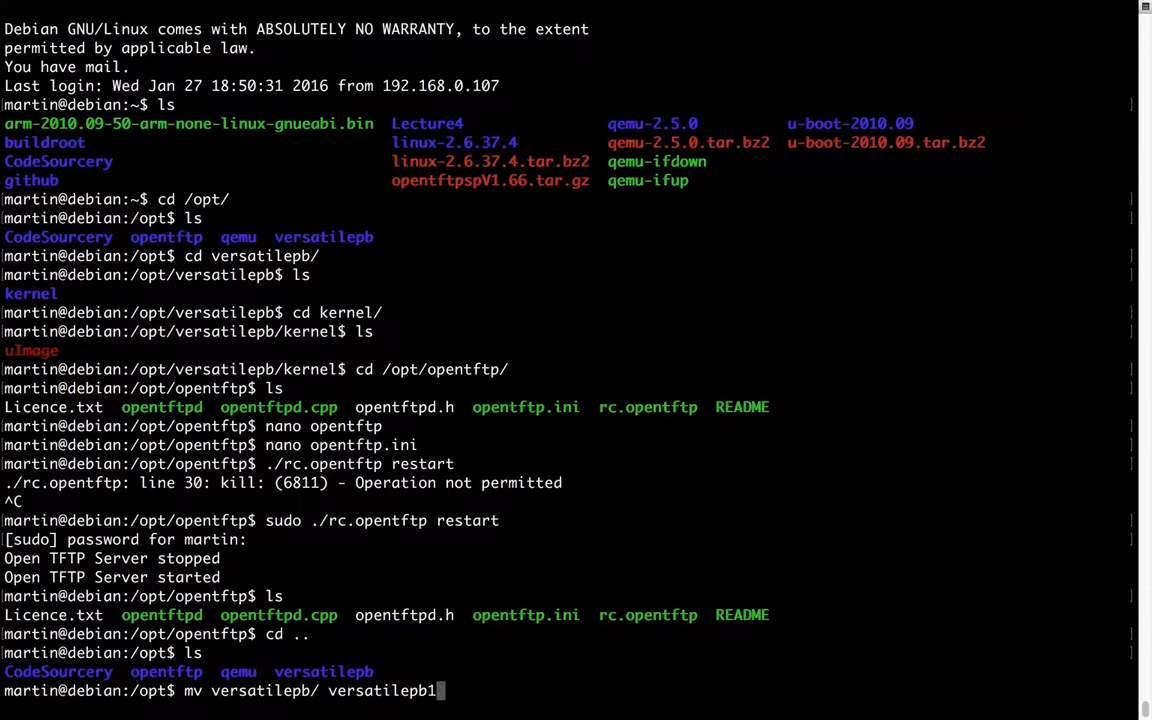 Debian GNU/Linux comes with ABSOLUTELY NO WARRANTY, to the extent
permitted by applicable law.
You have mail.
Last login: Wed Jan 27 18:50:31 2016 from 192.168.0.107
martin@debian:~$ ls
arm-2010.09-50-arm-none-linux-gnueabi.bin Lecture4 qemu-2.5.0 u-boot-2010.09
buildroot linux-2.6.37.4 qemu-2.5.0.tar.bz2 u-boot-2010.09.tar.bz2
CodeSourcery linux-2.6.37.4.tar.bz2 qemu-ifdown
github opentftpspV1.66.tar.gz qemu-ifup
martin@debian:~$ cd /opt/
martin@debian:/opt$ ls
CodeSourcery opentftp qemu versatilepb
martin@debian:/opt$ cd versatilepb/
martin@debian:/opt/versatilepb$ ls
kernel
martin@debian:/opt/versatilepb$ cd kernel/
martin@debian:/opt/versatilepb/kernel$ ls
uImage
martin@debian:/opt/versatilepb/kernel$ cd /opt/opentftp/
martin@debian:/opt/opentftp$ ls
Licence.txt opentftpd opentftpd.cpp opentftpd.h opentftp.ini rc.opentftp README
martin@debian:/opt/opentftp$ nano opentftp
martin@debian:/opt/opentftp$ nano opentftp.ini
martin@debian:/opt/opentftp$ ./rc.opentftp restart
./rc.opentftp: line 30: kill: (6811) - Operation not permitted
^C
martin@debian:/opt/opentftp$ sudo ./rc.opentftp restart
[sudo] password for martin:
Open TFTP Server stopped
Open TFTP Server started
martin@debian:/opt/opentftp$ ls
Licence.txt opentftpd opentftpd.cpp opentftpd.h opentftp.ini rc.opentftp README
martin@debian:/opt/opentftp$ cd ..
martin@debian:/opt$ ls
CodeSourcery opentftp qemu versatilepb
martin@debian:/opt$ mv versatilepb/ versatilepb1